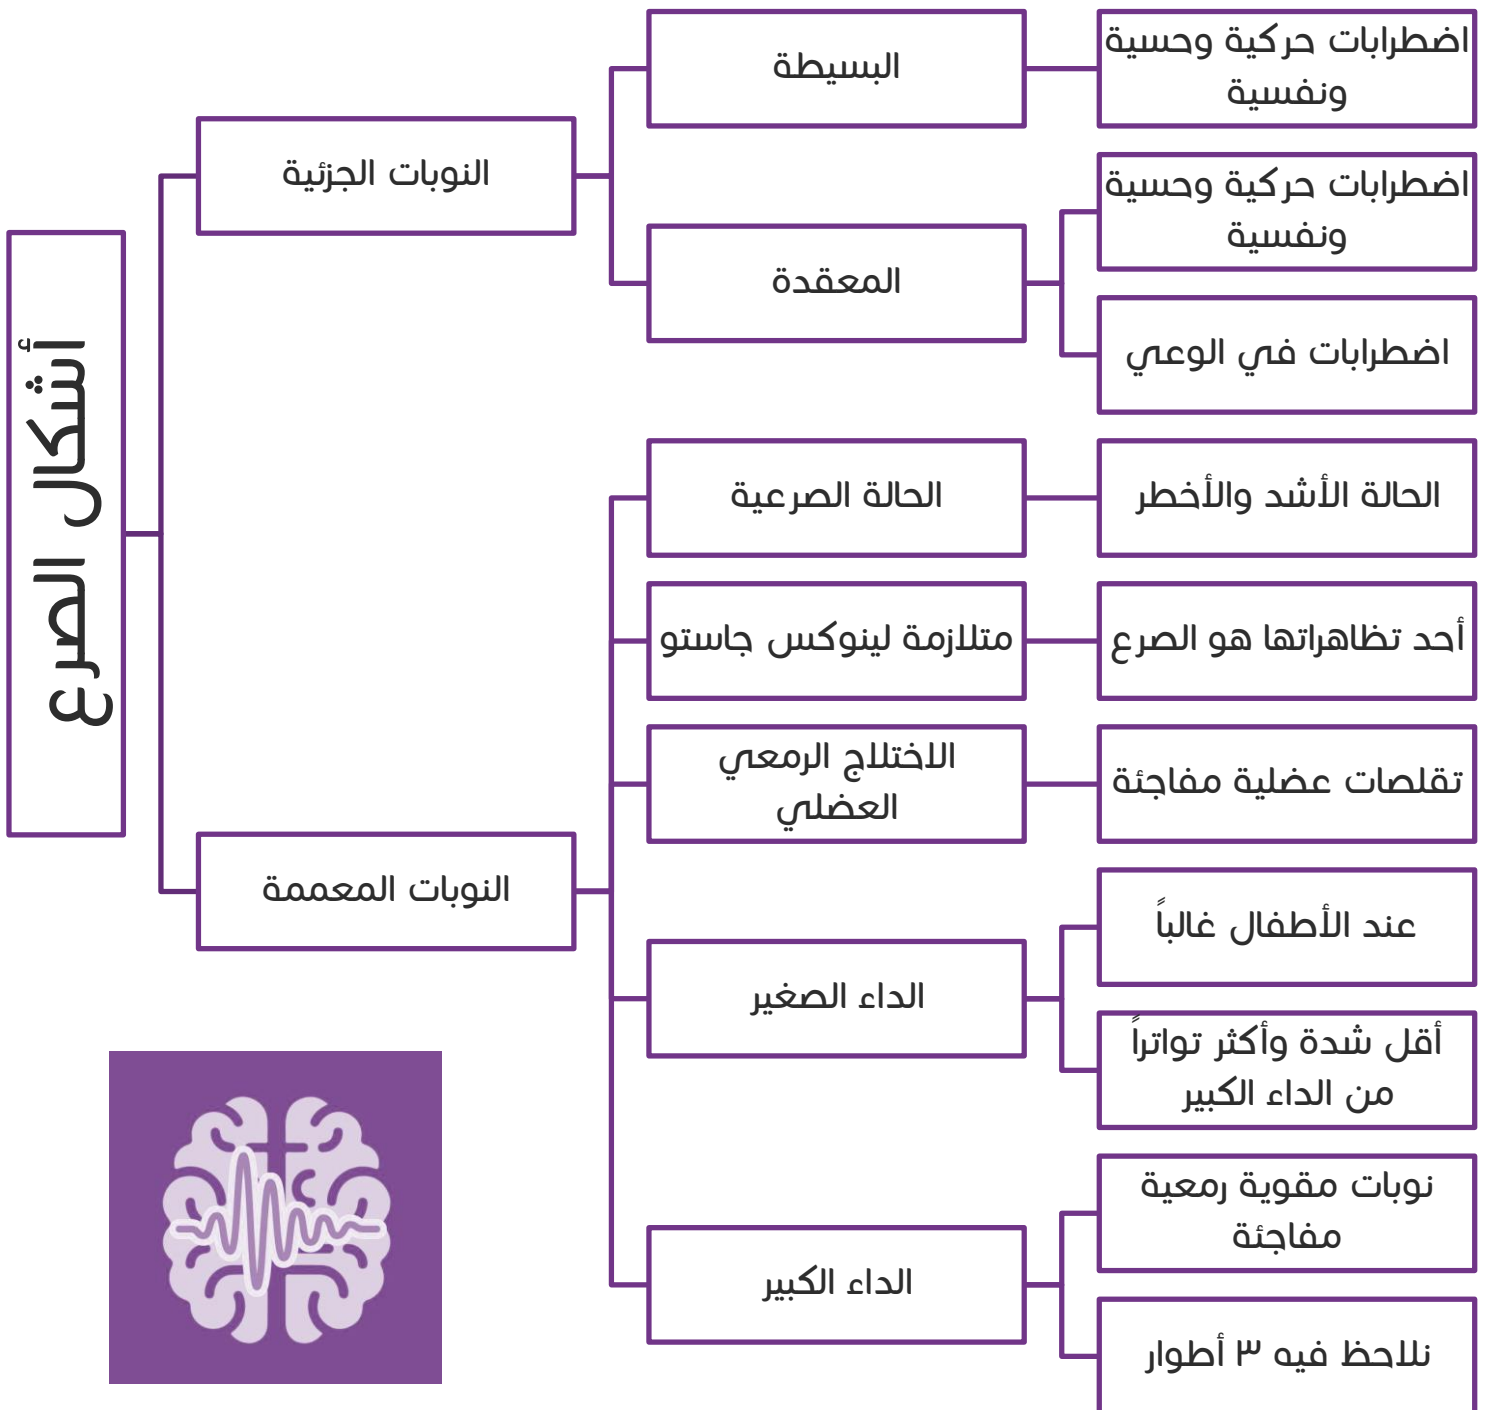 أشكال الصرع
النوبات الجزئية
البسيطة
اضطرابات حركية وحسية
ونفسية
المعقدة
اضطرابات حركية وحسية
ونفسية
اضطرابات في الوعي
النوبات المعممة
الحالة الصرعية
الحالة الأشد والأخطر
متلازمة لينوكس جاستو
أحد تظاهراتها هو الصرع
الاختلاج الرمعي
العضلي
تقلصات عضلية مفاجئة
الداء الصغير
عند الأطفال غالباً
أقل شدة وأكثر تواتراً
من الداء الكبير
الداء الكبير
نوبات مقوية رمعية
مفاجئة
نلاحظ فيه ٣ أطوار